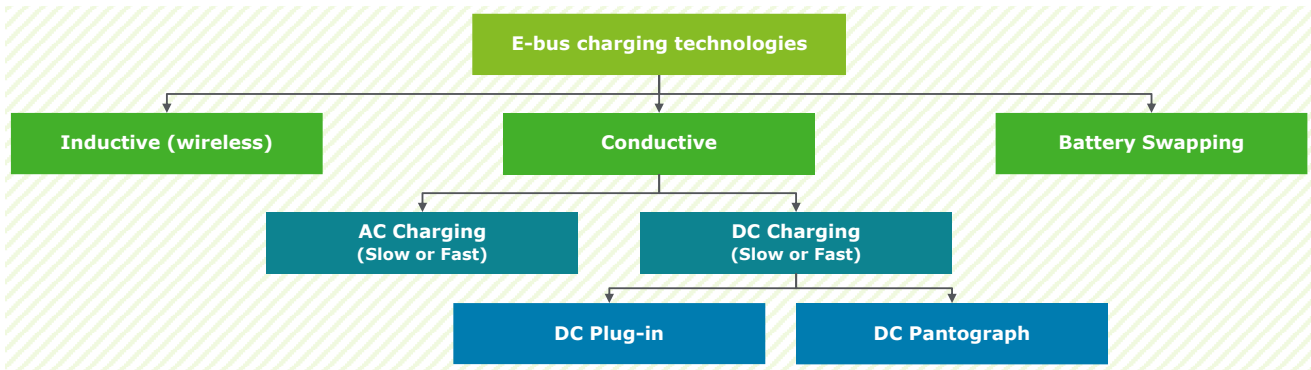 E-bus charging technologies
Inductive (wireless)
Conductive
Battery Swapping
AC Charging
(Slow or Fast)
DC Charging
(Slow or Fast)
DC Plug-in
DC Pantograph